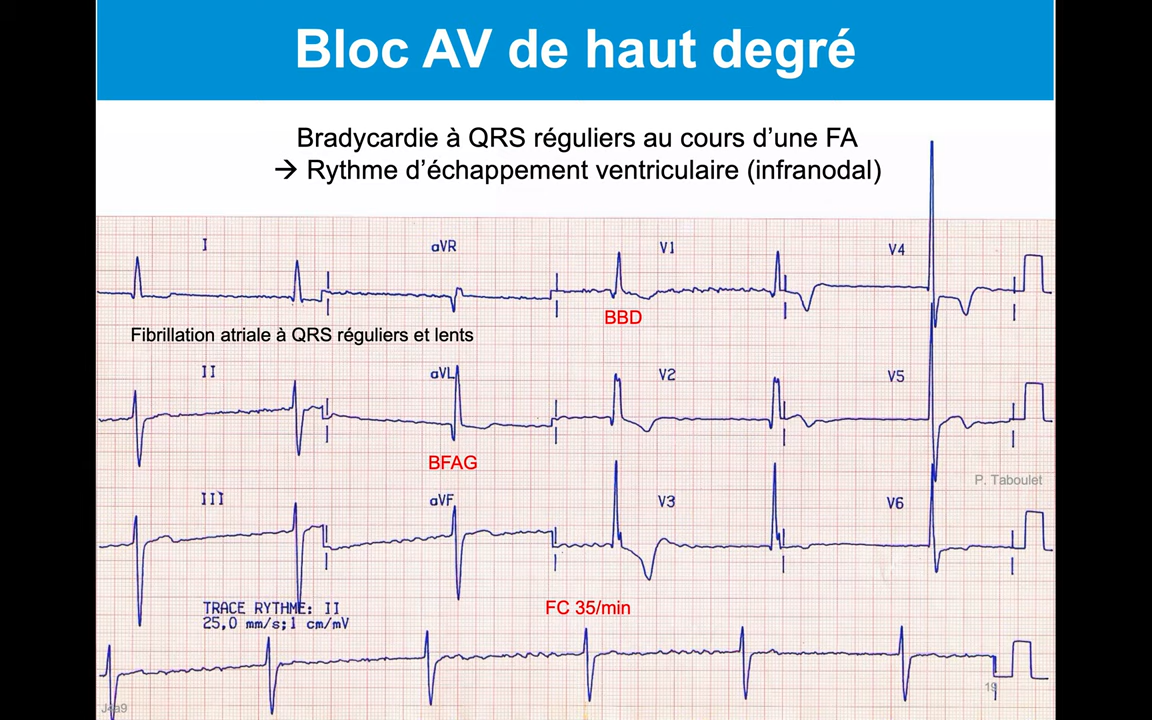 Bloc AV de haut degré
Bradycardie à QRS réguliers au cours d’une FA
→ Rythme d’échappement ventriculaire (infranodal)
I
aVR
V1
V4
BBD
Fibrillation atriale à QRS réguliers et lents
II
aVL
V2
V5
BFAG
P. Taboulet
III
aVF
V3
V6
TRACE RYTHME: II
25,0 mm/s;1 cm/mV
FC 35/min
19